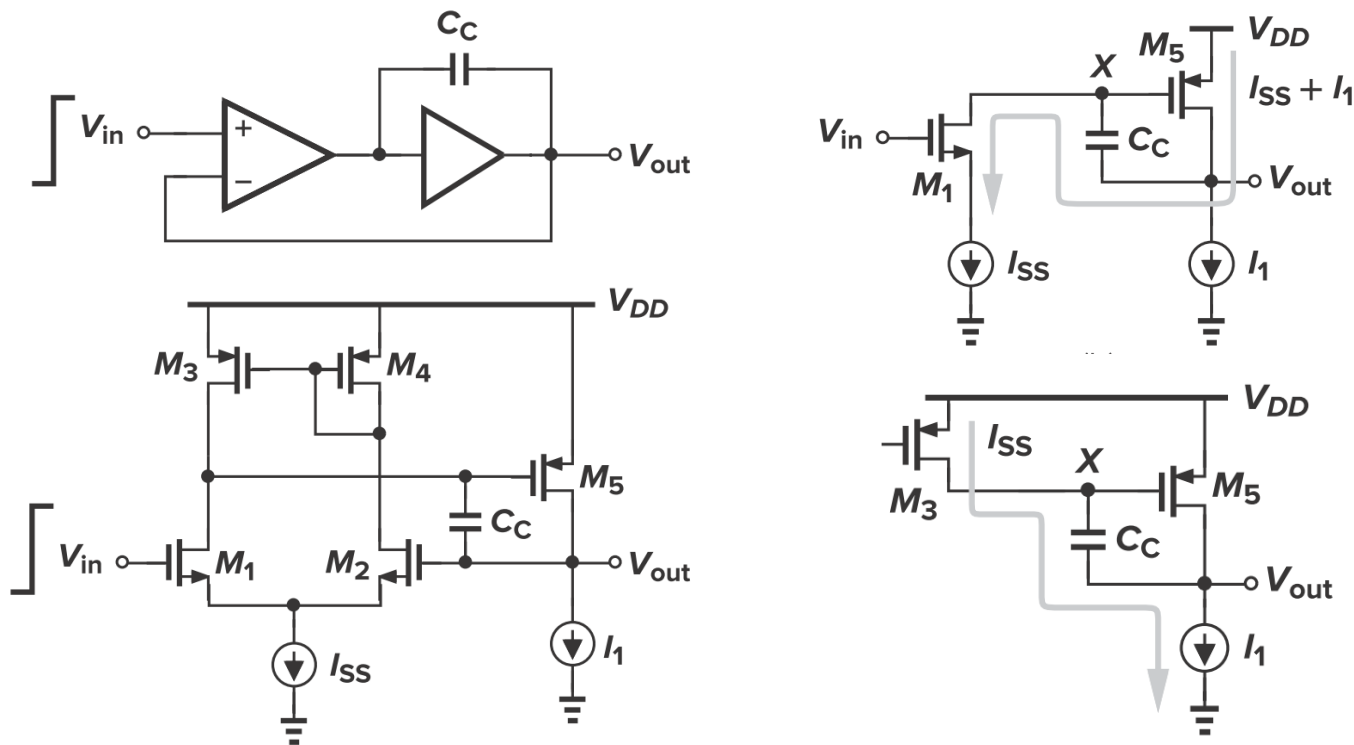 C_C
V_in
+
−
V_out
V_DD
M_3
M_4
M_5
C_C
V_in
M_1
M_2
V_out
I_SS
I_1
V_DD
M_5
X
I_SS + I_1
V_in
C_C
M_1
V_out
I_SS
I_1
V_DD
I_SS
X
M_3
M_5
C_C
V_out
I_1